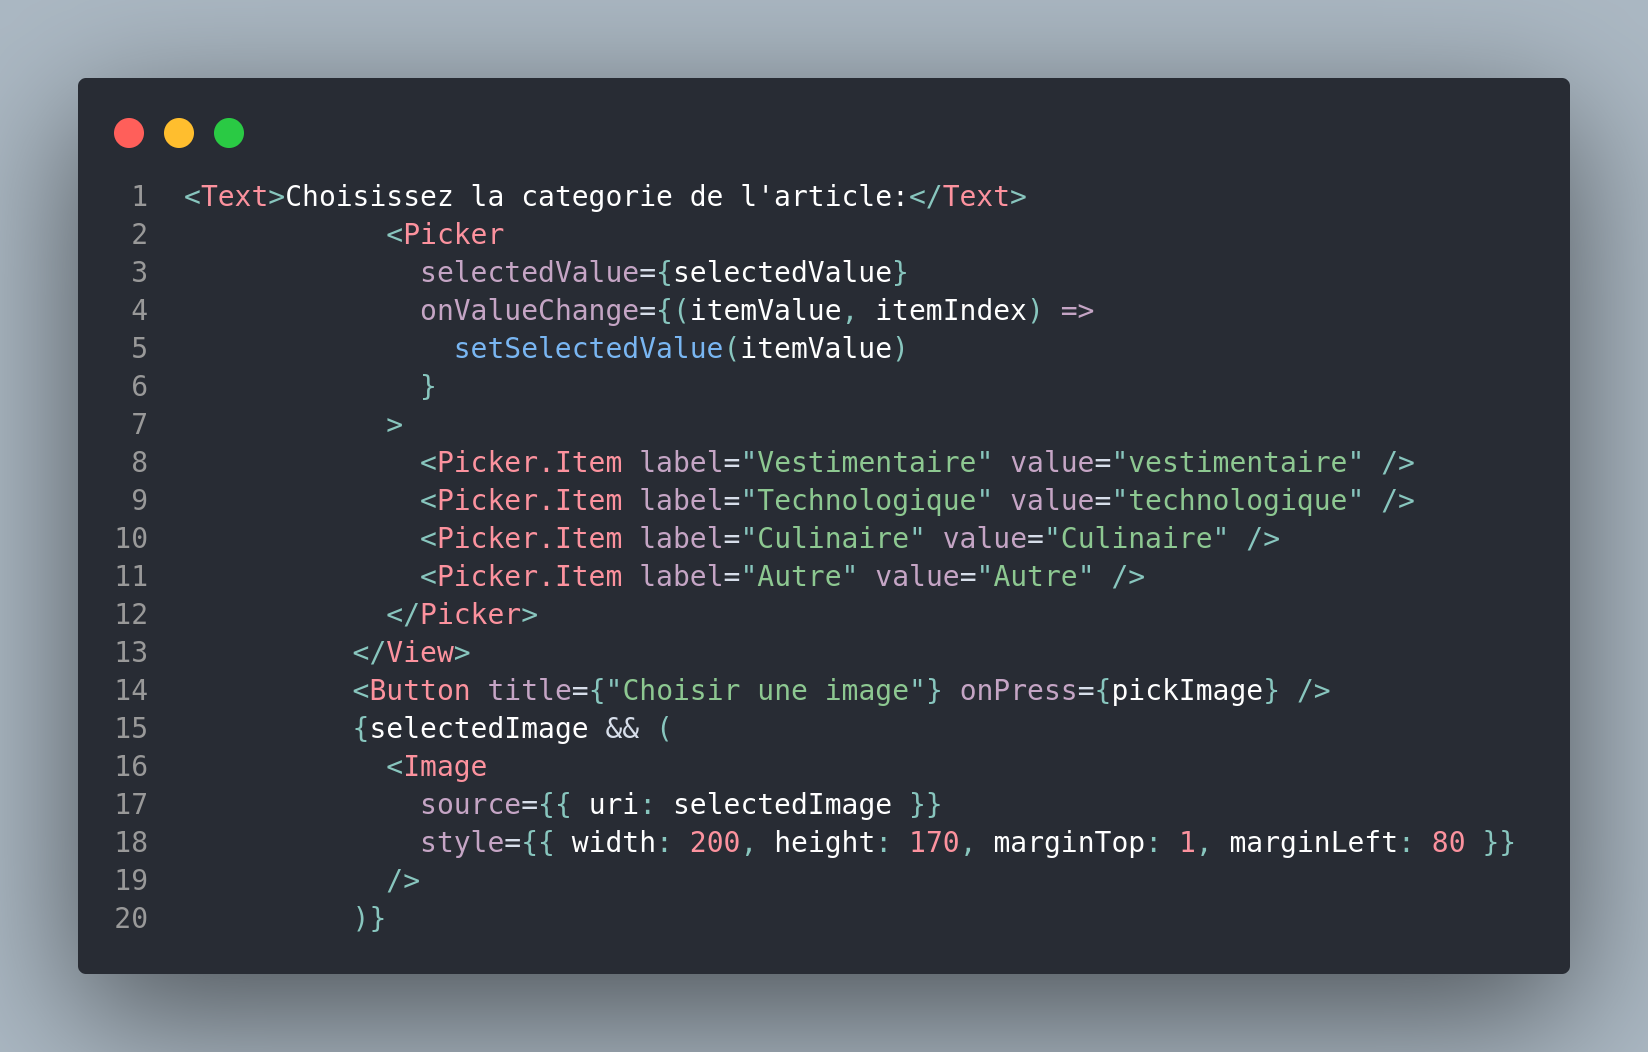 1 <Text>Choisissez la categorie de l'article:</Text>
2 <Picker
3 selectedValue={selectedValue}
4 onValueChange={(itemValue, itemIndex) =>
5 setSelectedValue(itemValue)
6 }
7 >
8 <Picker.Item label="Vestimentaire" value="vestimentaire" />
9 <Picker.Item label="Technologique" value="technologique" />
10 <Picker.Item label="Culinaire" value="Culinaire" />
11 <Picker.Item label="Autre" value="Autre" />
12 </Picker>
13 </View>
14 <Button title={"Choisir une image"} onPress={pickImage} />
15 {selectedImage && (
16 <Image
17 source={{ uri: selectedImage }}
18 style={{ width: 200, height: 170, marginTop: 1, marginLeft: 80 }}
19 />
20 )}